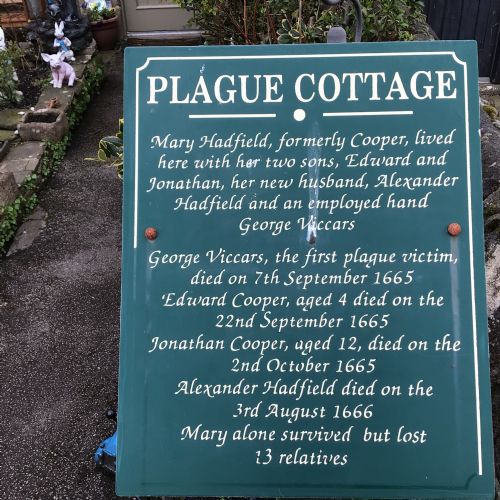 PLAGUE COTTAGE
Mary Hadfield, formerly Cooper, lived
here with her two sons, Edward and
Jonathan, her new husband, Alexander
Hadfield and an employed hand
George Viccars
George Viccars, the first plague victim,
died on 7th September 1665
Edward Cooper, aged 4 died on the
22nd September 1665
Jonathan Cooper, aged 12, died on the
2nd October 1665
Alexander Hadfield died on the
3rd August 1666
Mary alone survived but lost
13 relatives